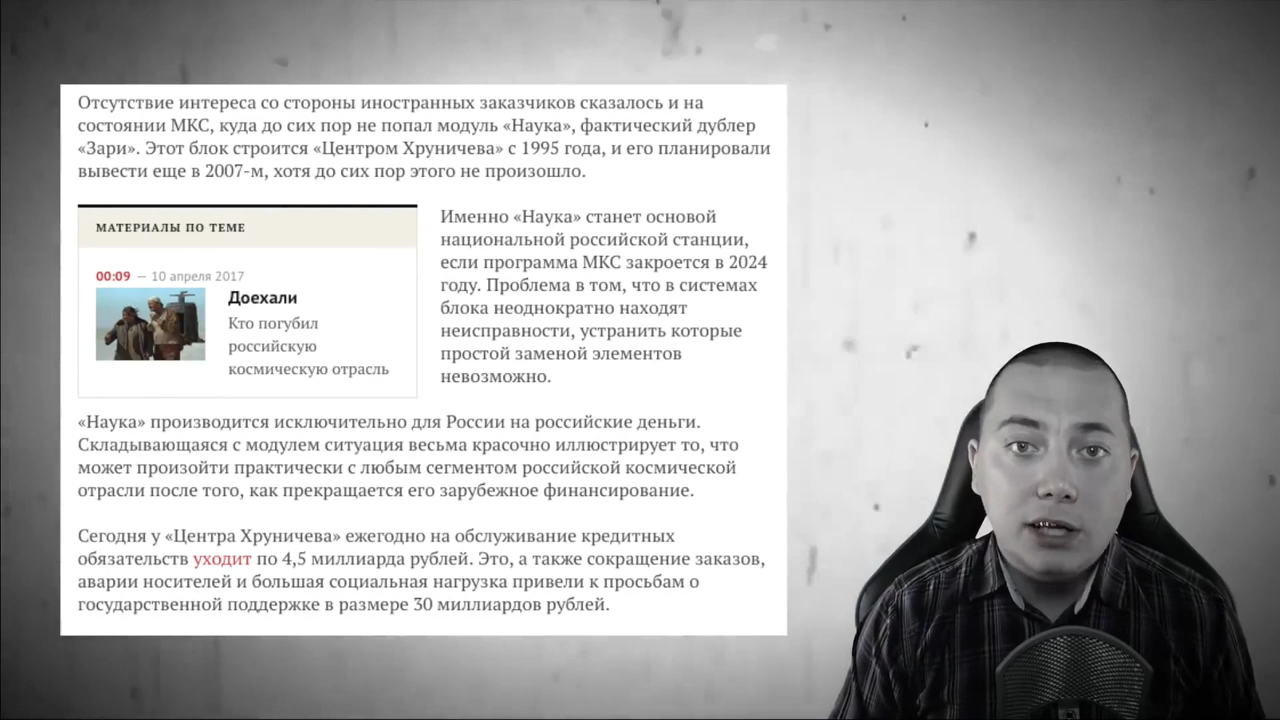 Отсутствие интереса со стороны иностранных заказчиков сказалось и на
состоянии МКС, куда до сих пор не попал модуль «Наука», фактический дублер
«Зари». Этот блок строится «Центром Хруничева» с 1995 года, и его планировали
вывести еще в 2007-м, хотя до сих пор этого не произошло.
МАТЕРИАЛЫ ПО ТЕМЕ
00:09 — 10 апреля 2017
Доехали
Кто погубил
российскую
космическую отрасль
Именно «Наука» станет основой
национальной российской станции,
если программа МКС закроется в 2024
году. Проблема в том, что в системах
блока неоднократно находят
неисправности, устранить которые
простой заменой элементов
невозможно.
«Наука» производится исключительно для России на российские деньги.
Складывающаяся с модулем ситуация весьма красочно иллюстрирует то, что
может произойти практически с любым сегментом российской космической
отрасли после того, как прекращается его зарубежное финансирование.
Сегодня у «Центра Хруничева» ежегодно на обслуживание кредитных
обязательств уходит по 4,5 миллиарда рублей. Это, а также сокращение заказов,
аварии носителей и большая социальная нагрузка привели к просьбам о
государственной поддержке в размере 30 миллиардов рублей.